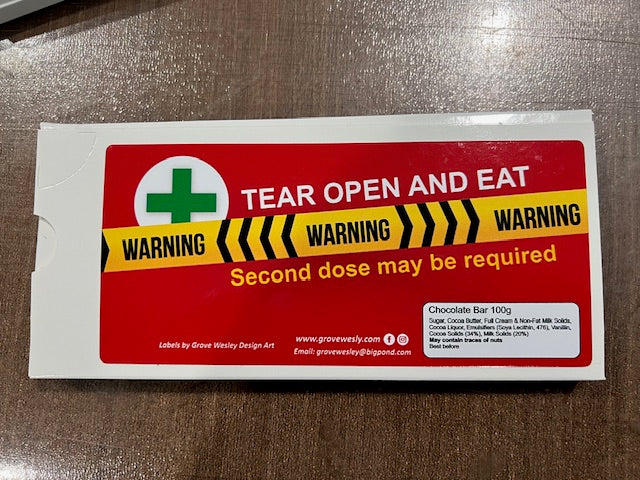 TEAR OPEN AND EAT
WARNING WARNING WARNING
Second dose may be required
Chocolate Bar 100g
Sugar, Cocoa Butter, Full Cream & Non-Fat Milk Solids,
Cocoa Liquor, Emulsifiers (Soya Lecithin, 476), Vanillin,
Cocoa Solids (34%), Milk Solids (20%)
May contain traces of nuts
Best before
Labels by Grove Wesley Design Art
www.grovewesly.com
Email: grovewesley@bigpond.com